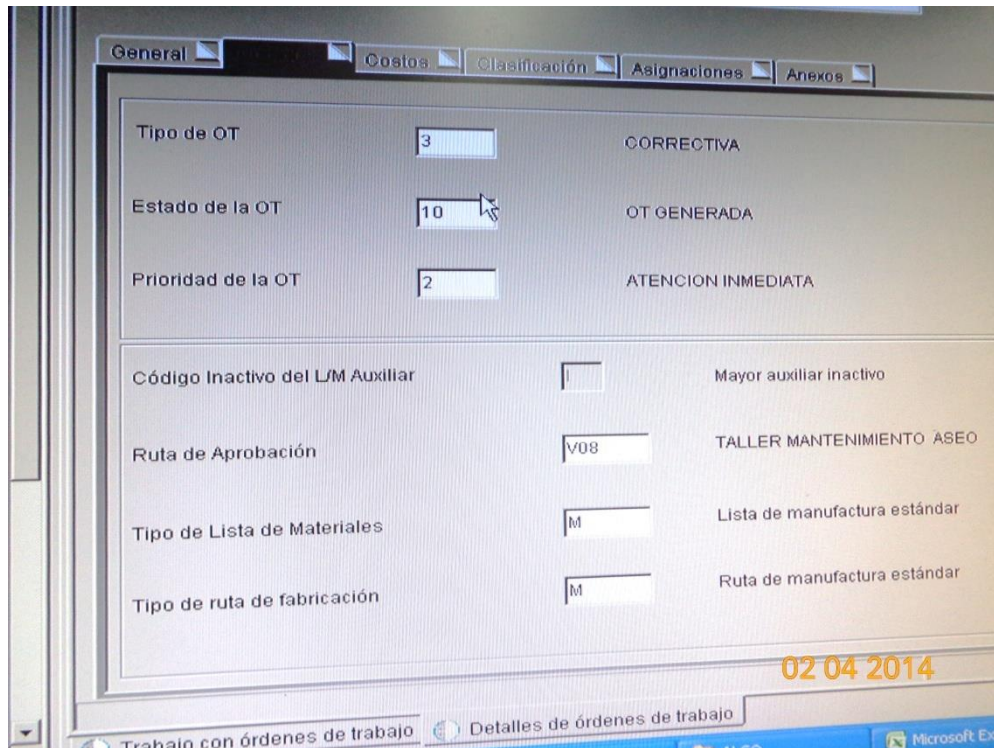 General Costos Clasificación Asignaciones Anexos
Tipo de OT 3 CORRECTIVA
Estado de la OT 10 OT GENERADA
Prioridad de la OT 2 ATENCION INMEDIATA
Código Inactivo del L/M Auxiliar I Mayor auxiliar inactivo
Ruta de Aprobación V08 TALLER MANTENIMIENTO ASEO
Tipo de Lista de Materiales M Lista de manufactura estándar
Tipo de ruta de fabricación M Ruta de manufactura estándar
02 04 2014
Trabajo con órdenes de trabajo Detalles de órdenes de trabajo
Microsoft Ex